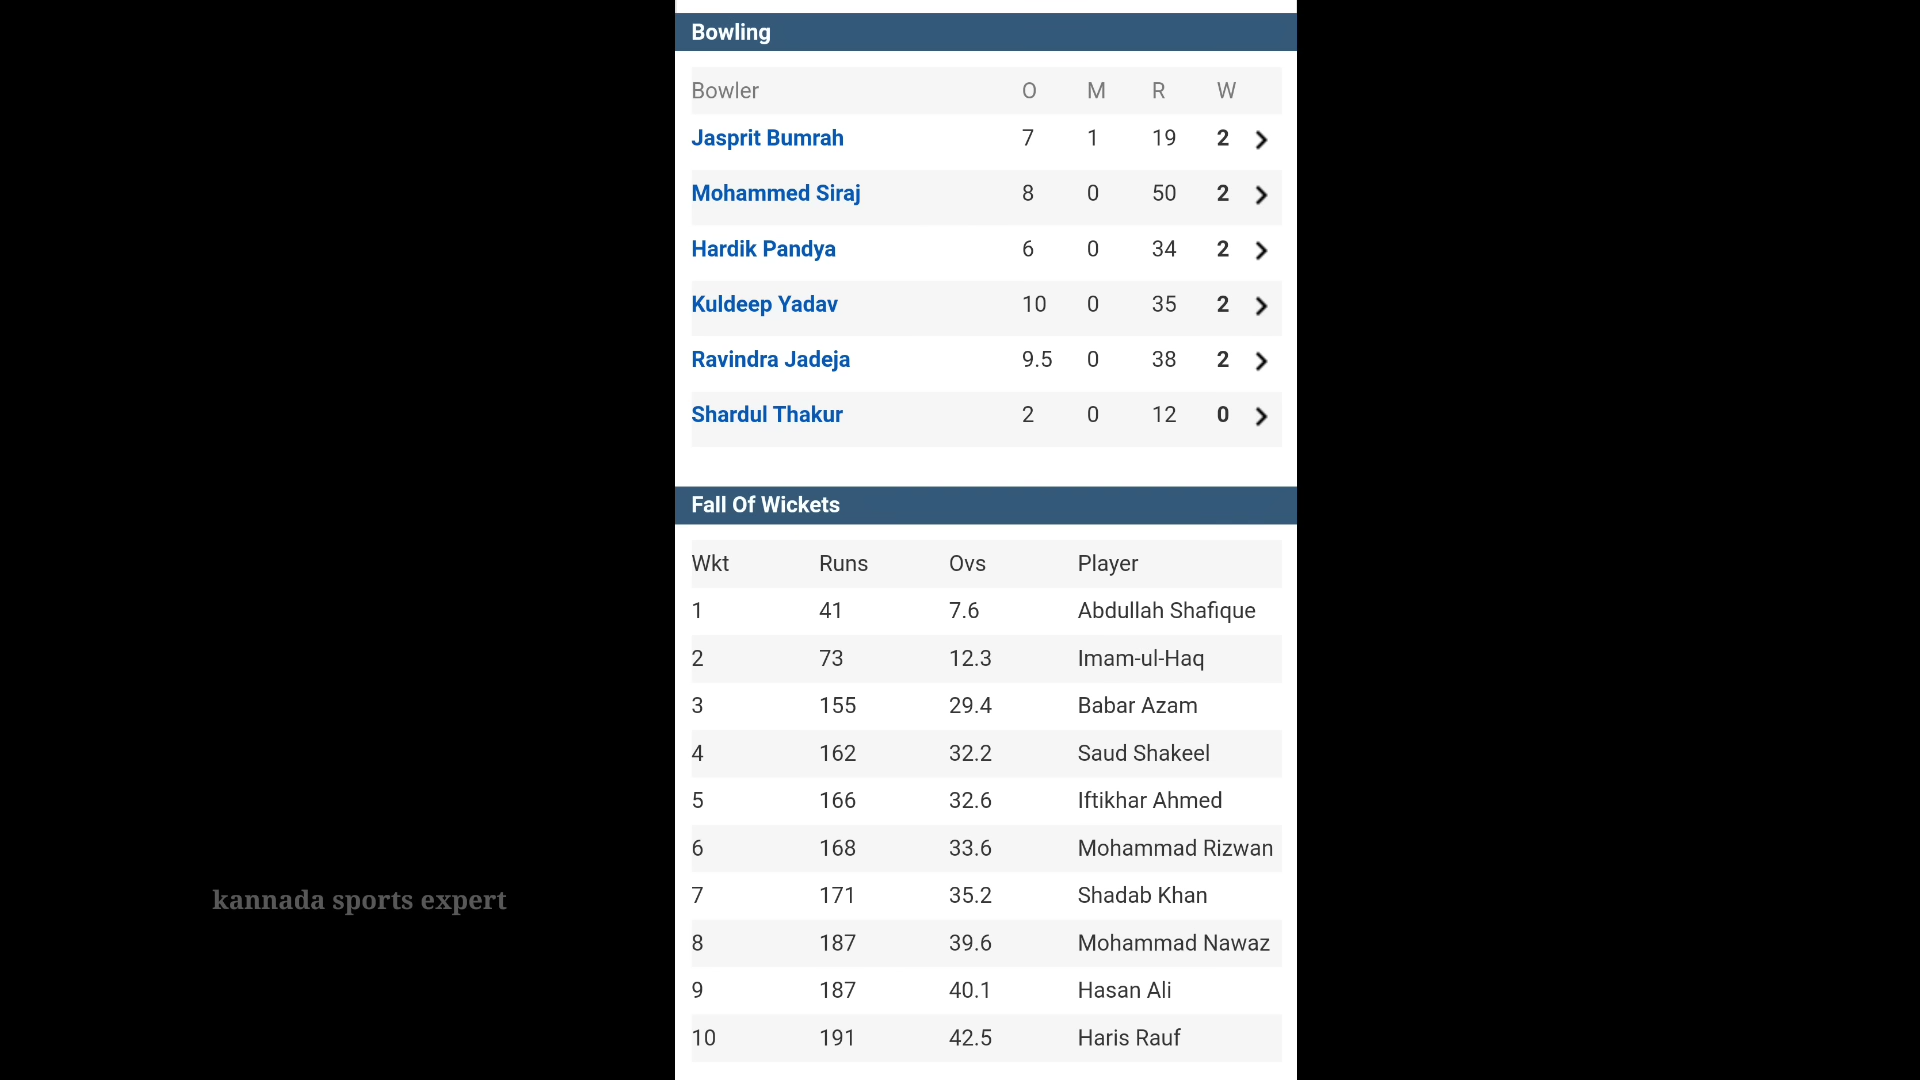 Bowling
Bowler O M R W
Jasprit Bumrah 7 1 19 2
Mohammed Siraj 8 0 50 2
Hardik Pandya 6 0 34 2
Kuldeep Yadav 10 0 35 2
Ravindra Jadeja 9.5 0 38 2
Shardul Thakur 2 0 12 0
Fall Of Wickets
Wkt Runs Ovs Player
1 41 7.6 Abdullah Shafique
2 73 12.3 Imam-ul-Haq
3 155 29.4 Babar Azam
4 162 32.2 Saud Shakeel
5 166 32.6 Iftikhar Ahmed
6 168 33.6 Mohammad Rizwan
7 171 35.2 Shadab Khan
8 187 39.6 Mohammad Nawaz
9 187 40.1 Hasan Ali
10 191 42.5 Haris Rauf
kannada sports expert